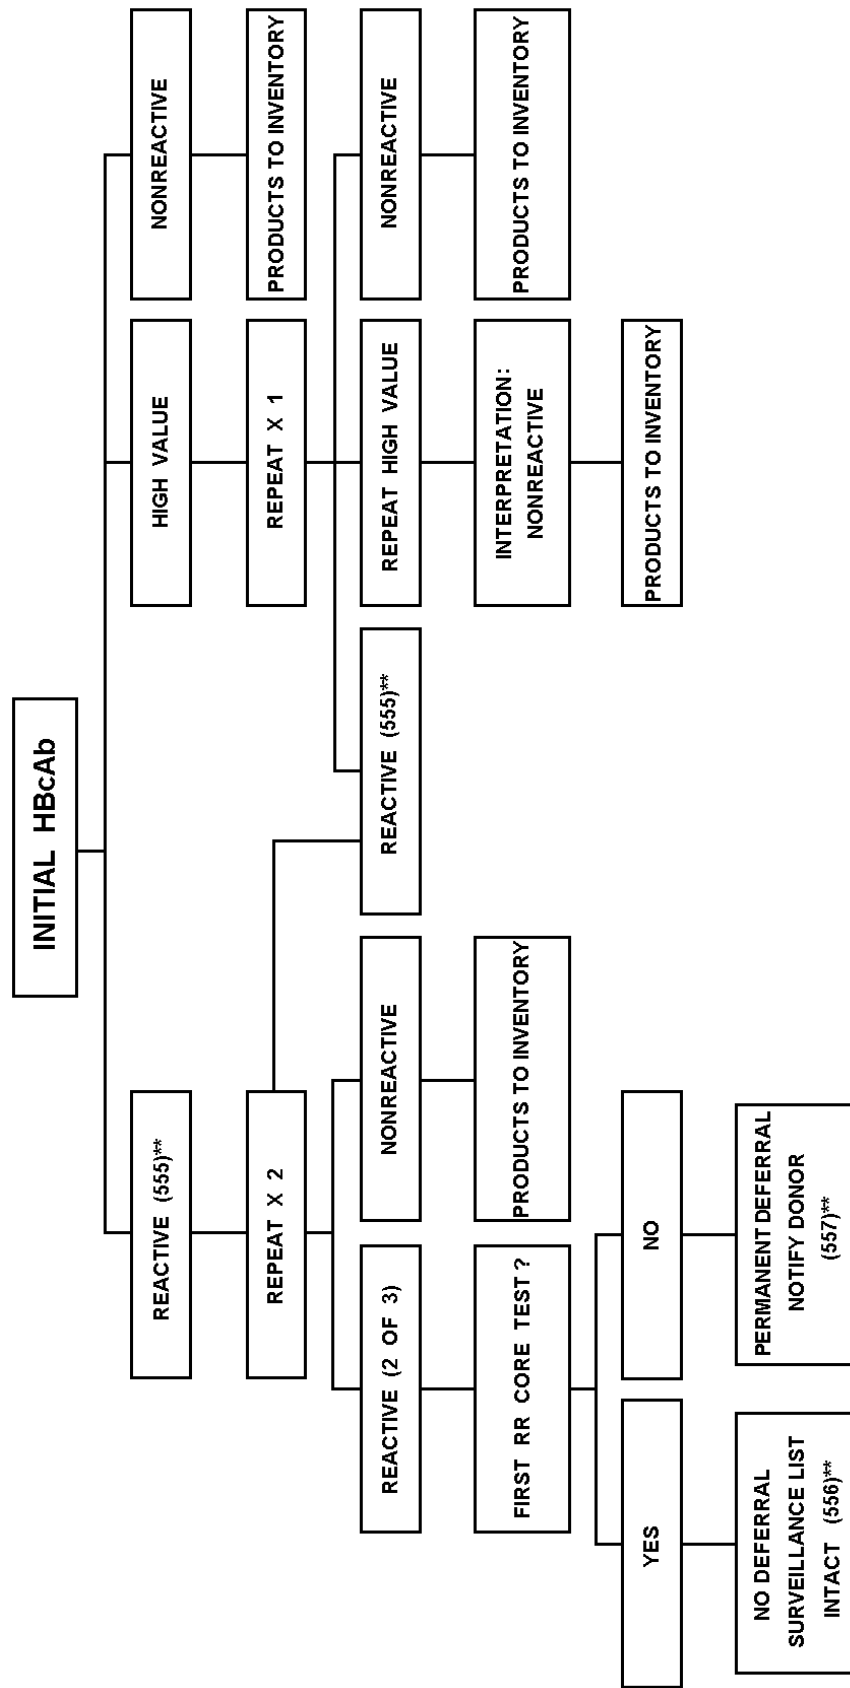 INITIAL HBcAb
REACTIVE (555)**
HIGH VALUE
NONREACTIVE
REPEAT X 2
REPEAT X 1
PRODUCTS TO INVENTORY
REACTIVE (2 OF 3)
NONREACTIVE
REACTIVE (555)**
REPEAT HIGH VALUE
NONREACTIVE
FIRST RR CORE TEST?
PRODUCTS TO INVENTORY
INTERPRETATION:
NONREACTIVE
PRODUCTS TO INVENTORY
YES
NO
PRODUCTS TO INVENTORY
NO DEFERRAL
SURVEILLANCE LIST
INTACT (556)**
PERMANENT DEFERRAL
NOTIFY DONOR
(557)**